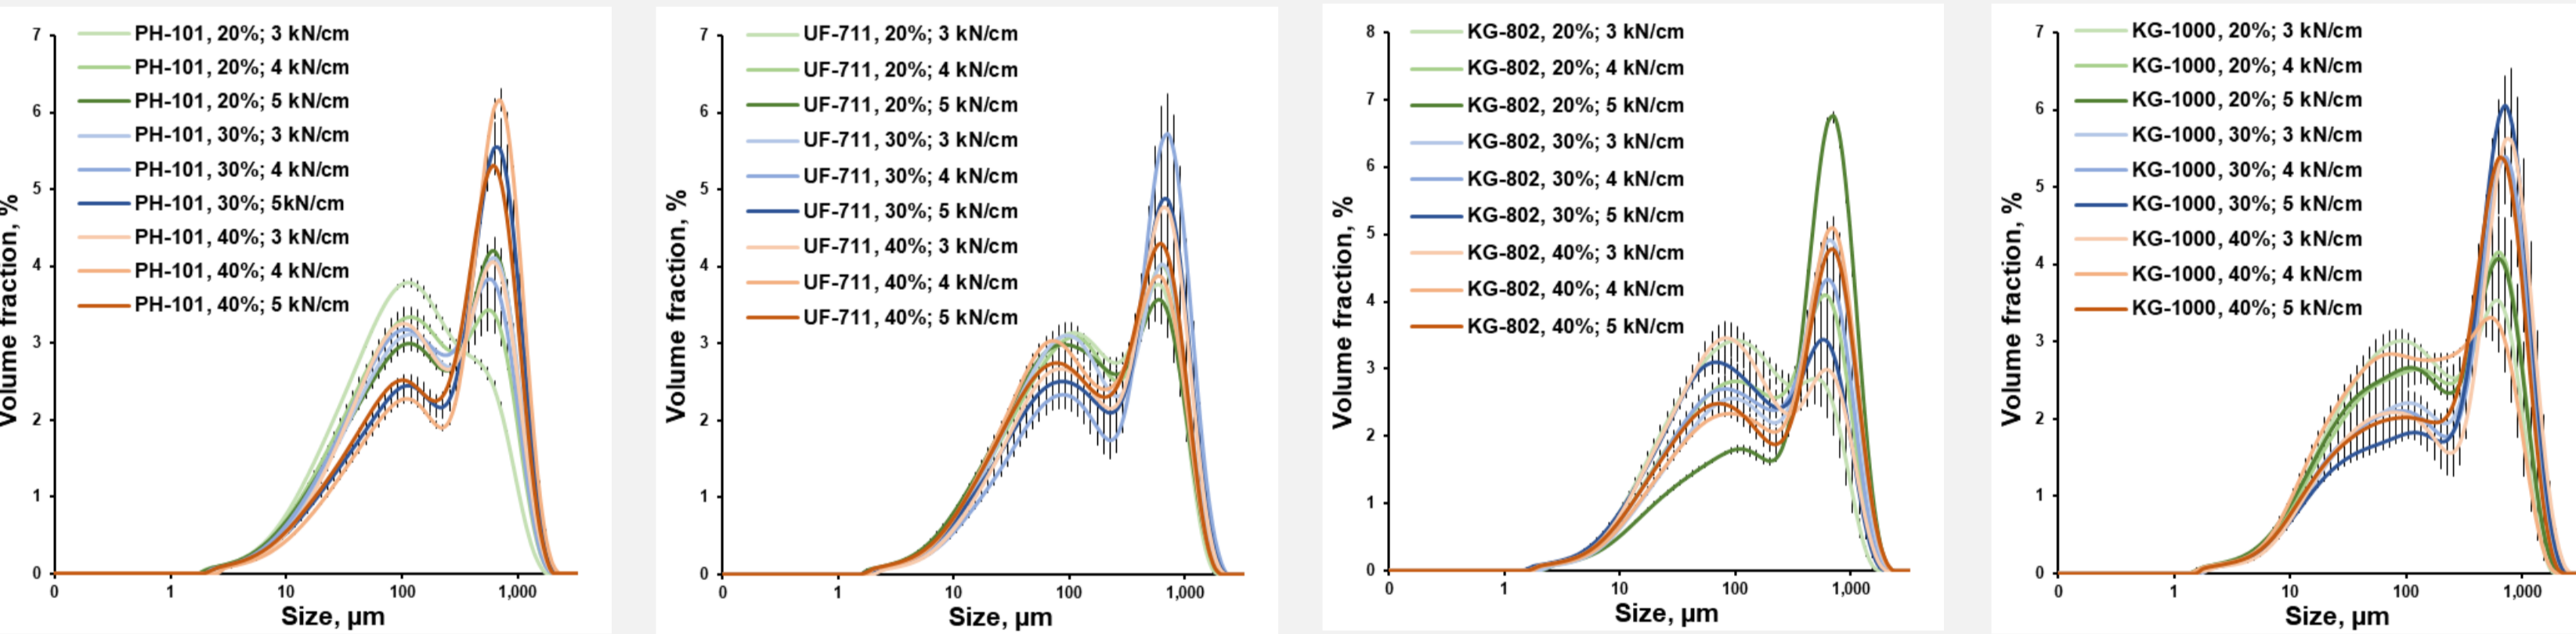 7
6
5
4
3
2
1
0
Volume fraction, %
PH-101, 20%; 3 kN/cm
PH-101, 20%; 4 kN/cm
PH-101, 20%; 5 kN/cm
PH-101, 30%; 3 kN/cm
PH-101, 30%; 4 kN/cm
PH-101, 30%; 5kN/cm
PH-101, 40%; 3 kN/cm
PH-101, 40%; 4 kN/cm
PH-101, 40%; 5 kN/cm
0 1 10 100 1,000
Size, µm
7
6
5
4
3
2
1
0
Volume fraction, %
UF-711, 20%; 3 kN/cm
UF-711, 20%; 4 kN/cm
UF-711, 20%; 5 kN/cm
UF-711, 30%; 3 kN/cm
UF-711, 30%; 4 kN/cm
UF-711, 30%; 5 kN/cm
UF-711, 40%; 3 kN/cm
UF-711, 40%; 4 kN/cm
UF-711, 40%; 5 kN/cm
0 1 10 100 1,000
Size, µm
8
7
6
5
4
3
2
1
0
Volume fraction, %
KG-802, 20%; 3 kN/cm
KG-802, 20%; 4 kN/cm
KG-802, 20%; 5 kN/cm
KG-802, 30%; 3 kN/cm
KG-802, 30%; 4 kN/cm
KG-802, 30%; 5 kN/cm
KG-802, 40%; 3 kN/cm
KG-802, 40%; 4 kN/cm
KG-802, 40%; 5 kN/cm
0 1 10 100 1,000
Size, µm
7
6
5
4
3
2
1
0
Volume fraction, %
KG-1000, 20%; 3 kN/cm
KG-1000, 20%; 4 kN/cm
KG-1000, 20%; 5 kN/cm
KG-1000, 30%; 3 kN/cm
KG-1000, 30%; 4 kN/cm
KG-1000, 30%; 5 kN/cm
KG-1000, 40%; 3 kN/cm
KG-1000, 40%; 4 kN/cm
KG-1000, 40%; 5 kN/cm
0 1 10 100 1,000
Size, µm